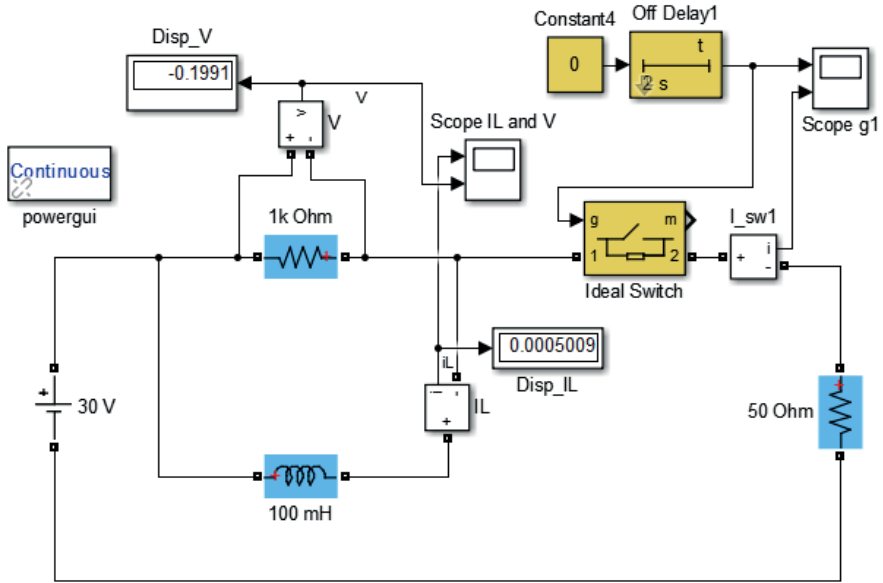 Constant4
Off Delay1
Disp_V
-0.1991
0
t
2 s
V
V
v
+ -
Scope IL and V
Scope g1
Continuous
powergui
1k Ohm
g
m
1
2
I_sw1
i
+
-
Ideal Switch
0.0005009
Disp_IL
iL
i
-
+
IL
+
30 V
50 Ohm
100 mH